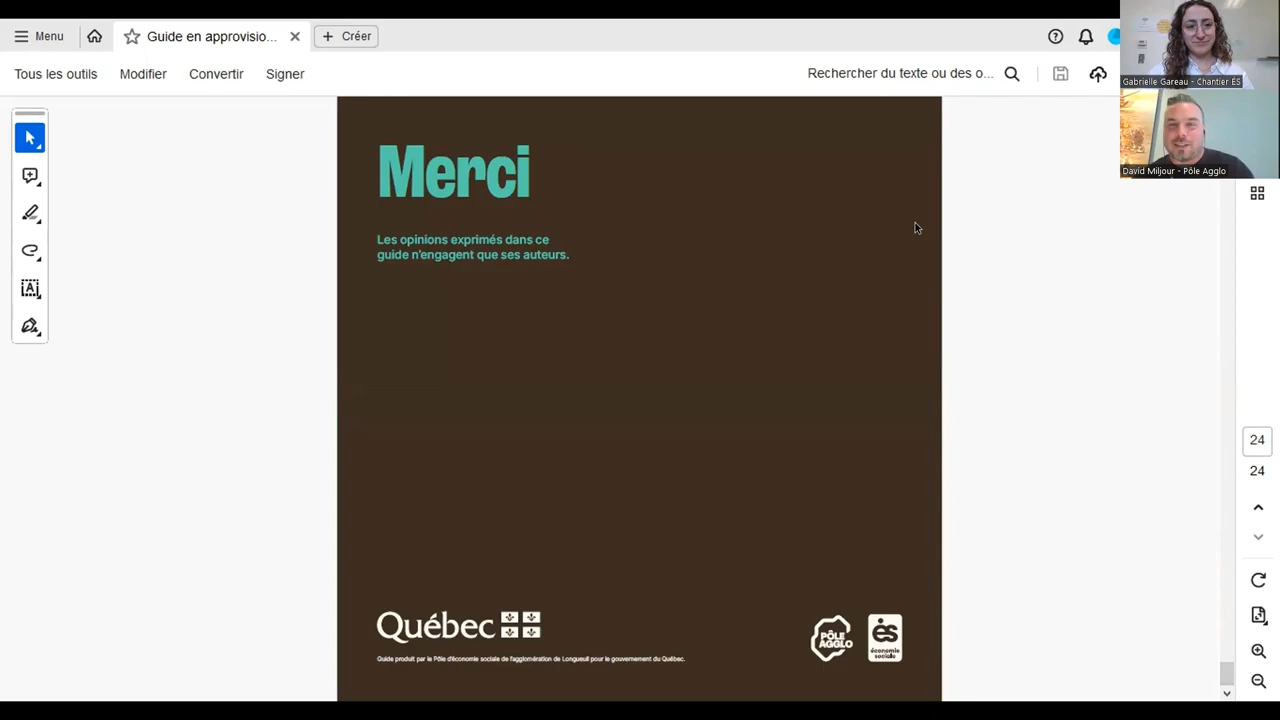 Menu
Guide en approvisio...
Créer
Tous les outils
Modifier
Convertir
Signer
Rechercher du texte ou des o...
Gabrielle Gareau - Chantier ÉS
David Miljour - Pôle Agglo
Merci
Les opinions exprimés dans ce
guide n'engagent que ses auteurs.
24
24
Québec
PÔLE
AGGLO
és
économie
sociale
Guide produit par le Pôle d'économie sociale de l'agglomération de Longueuil pour le gouvernement du Québec.